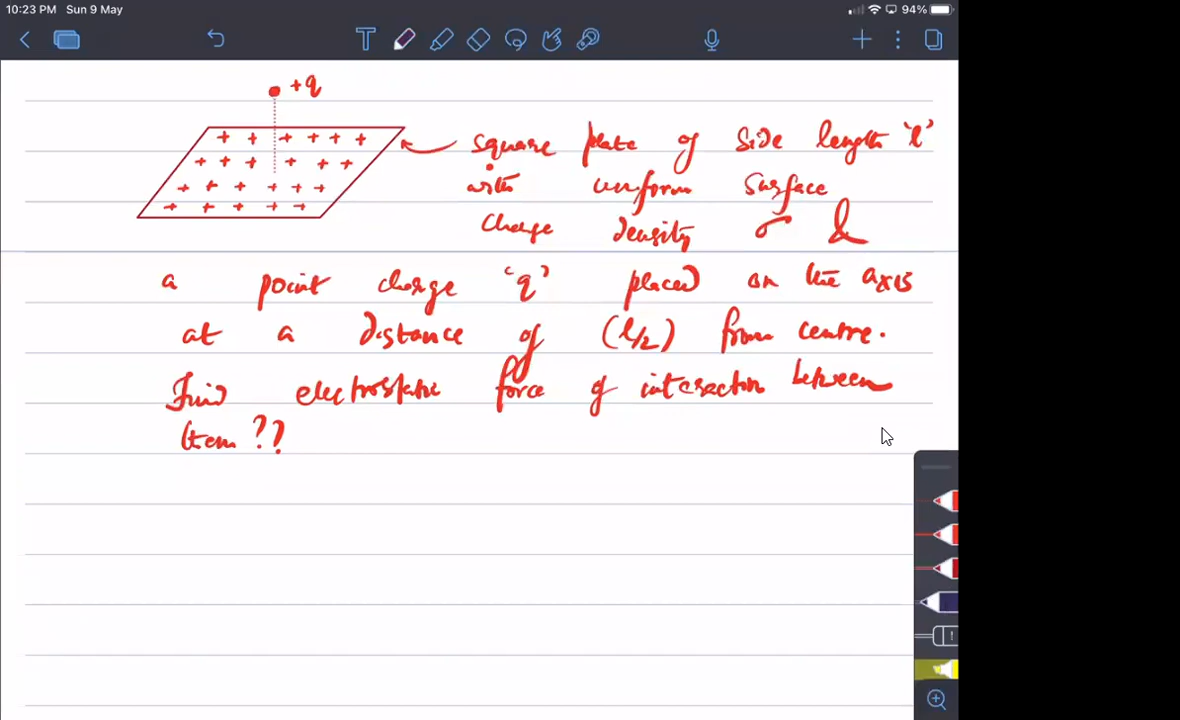 10:23 PM Sun 9 May 94%
+q
square plate of side length 'l'
with uniform surface
charge density σ &
a point charge 'q' placed on the axis
at a distance of (l/2) from centre.
Find electrostatic force of interaction between
them ??